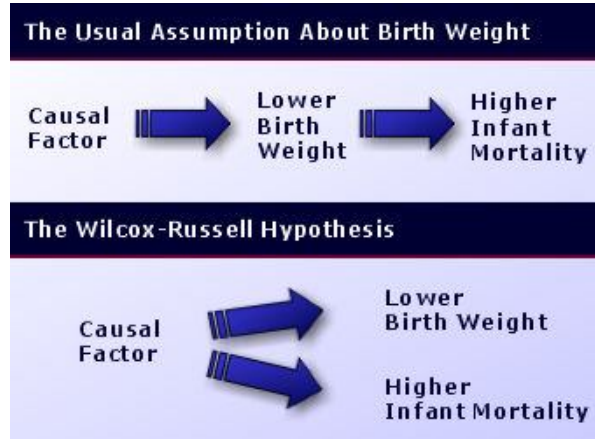 The Usual Assumption About Birth Weight
Causal
Factor
Lower
Birth
Weight
Higher
Infant
Mortality
The Wilcox-Russell Hypothesis
Causal
Factor
Lower
Birth Weight
Higher
Infant Mortality